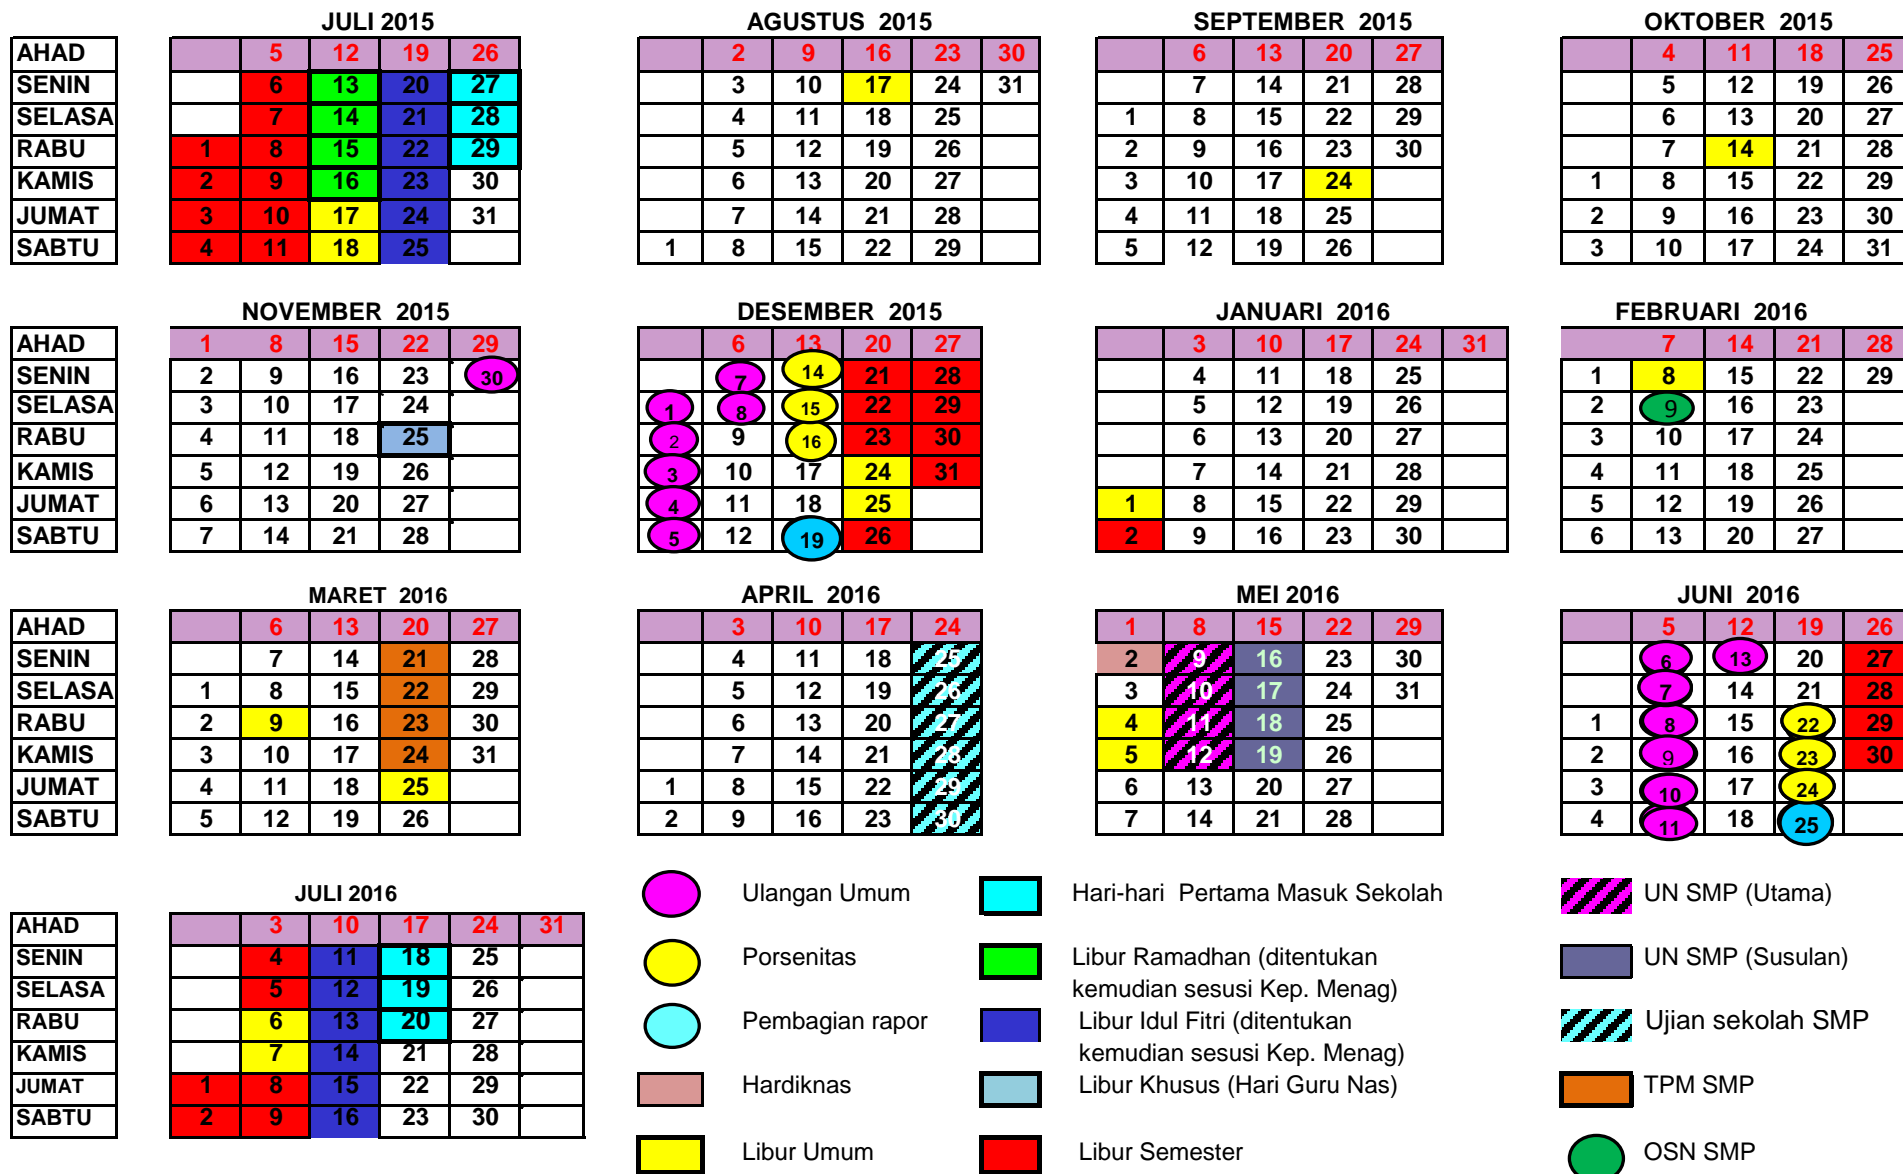 JULI 2015 AGUSTUS 2015 SEPTEMBER 2015 OKTOBER 2015
AHAD 5 12 19 26 2 9 16 23 30 6 13 20 27 4 11 18 25
SENIN 6 13 20 27 3 10 17 24 31 7 14 21 28 5 12 19 26
SELASA 7 14 21 28 4 11 18 25 1 8 15 22 29 6 13 20 27
RABU 1 8 15 22 29 5 12 19 26 2 9 16 23 30 7 14 21 28
KAMIS 2 9 16 23 30 6 13 20 27 3 10 17 24 1 8 15 22 29
JUMAT 3 10 17 24 31 7 14 21 28 4 11 18 25 2 9 16 23 30
SABTU 4 11 18 25 1 8 15 22 29 5 12 19 26 3 10 17 24 31
NOVEMBER 2015 DESEMBER 2015 JANUARI 2016 FEBRUARI 2016
AHAD 1 8 15 22 29 6 13 20 27 3 10 17 24 31 7 14 21 28
SENIN 2 9 16 23 30 7 14 21 28 4 11 18 25 1 8 15 22 29
SELASA 3 10 17 24 1 8 15 22 29 5 12 19 26 2 9 16 23
RABU 4 11 18 25 2 9 16 23 30 6 13 20 27 3 10 17 24
KAMIS 5 12 19 26 3 10 17 24 31 7 14 21 28 4 11 18 25
JUMAT 6 13 20 27 4 11 18 25 1 8 15 22 29 5 12 19 26
SABTU 7 14 21 28 5 12 19 26 2 9 16 23 30 6 13 20 27
MARET 2016 APRIL 2016 MEI 2016 JUNI 2016
AHAD 6 13 20 27 3 10 17 24 1 8 15 22 29 5 12 19 26
SENIN 7 14 21 28 4 11 18 25 2 9 16 23 30 6 13 20 27
SELASA 1 8 15 22 29 5 12 19 26 3 10 17 24 31 7 14 21 28
RABU 2 9 16 23 30 6 13 20 27 4 11 18 25 1 8 15 22 29
KAMIS 3 10 17 24 31 7 14 21 28 5 12 19 26 2 9 16 23 30
JUMAT 4 11 18 25 1 8 15 22 29 6 13 20 27 3 10 17 24
SABTU 5 12 19 26 2 9 16 23 30 7 14 21 28 4 11 18 25
JULI 2016
AHAD 3 10 17 24 31
SENIN 4 11 18 25
SELASA 5 12 19 26
RABU 6 13 20 27
KAMIS 7 14 21 28
JUMAT 1 8 15 22 29
SABTU 2 9 16 23 30
Ulangan Umum
Porsenitas
Pembagian rapor
Hardiknas
Libur Umum
Hari-hari Pertama Masuk Sekolah
Libur Ramadhan (ditentukan
kemudian sesusi Kep. Menag)
Libur Idul Fitri (ditentukan
kemudian sesusi Kep. Menag)
Libur Khusus (Hari Guru Nas)
Libur Semester
UN SMP (Utama)
UN SMP (Susulan)
Ujian sekolah SMP
TPM SMP
OSN SMP